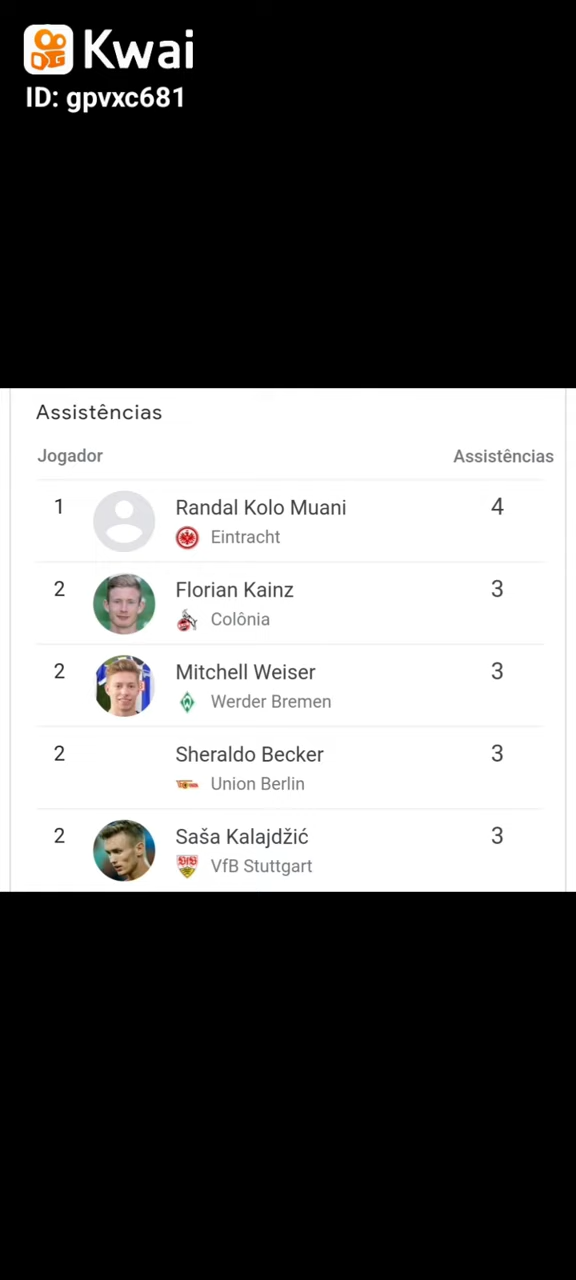 Kwai
ID: gpvxc681
Assistências
Jogador Assistências
1 Randal Kolo Muani 4
Eintracht
2 Florian Kainz 3
Colônia
2 Mitchell Weiser 3
Werder Bremen
2 Sheraldo Becker 3
Union Berlin
2 Saša Kalajdžić 3
VfB Stuttgart